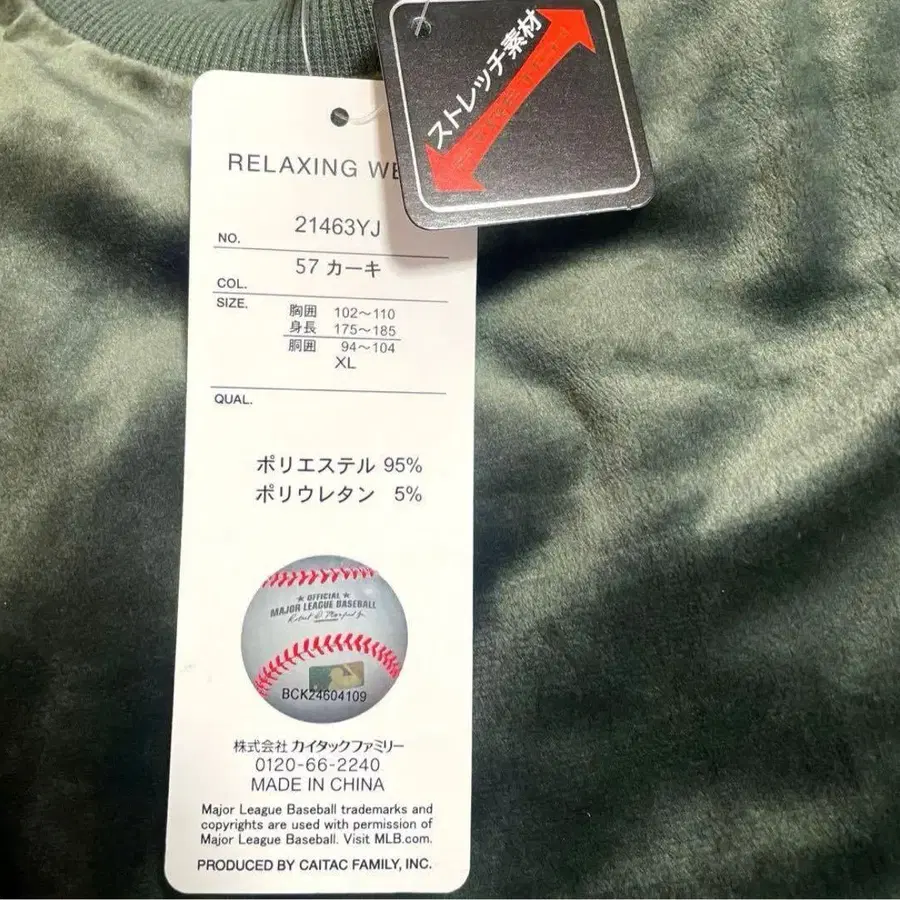 ストレッチ素材
RELAXING WE
NO. 21463YJ
COL. 57 カーキ
SIZE.
胸囲 102〜110
身長 175〜185
胴囲 94〜104
XL
QUAL.
ポリエステル 95%
ポリウレタン 5%
★ OFFICIAL ★
MAJOR LEAGUE BASEBALL
Robert D. Manfred Jr.
BCK24604109
株式会社 カイタックファミリー
0120-66-2240
MADE IN CHINA
Major League Baseball trademarks and
copyrights are used with permission of
Major League Baseball. Visit MLB.com.
PRODUCED BY CAITAC FAMILY, INC.